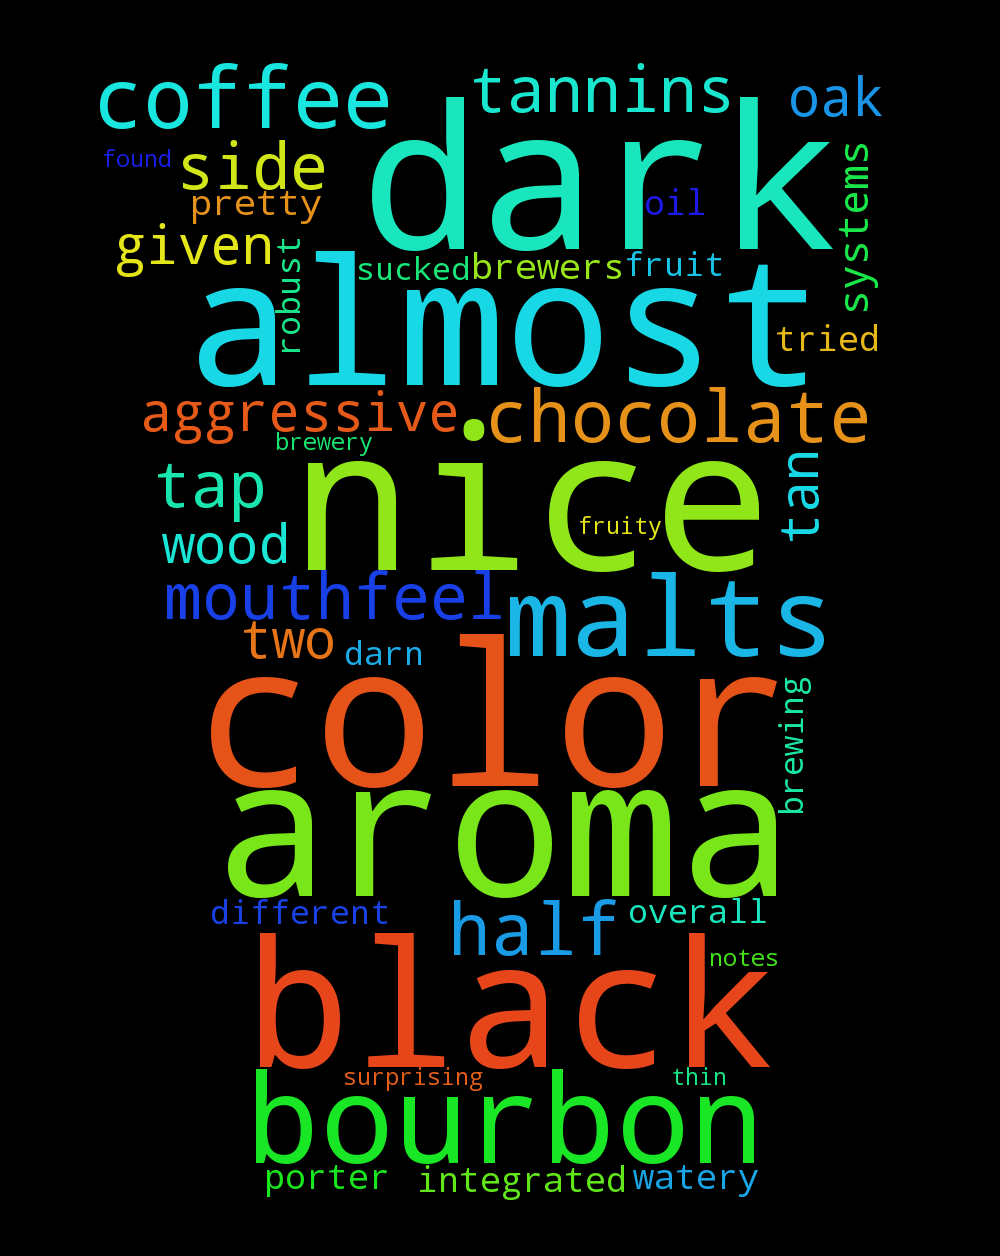 coffee
tannins
oak
dark
found
side
pretty
oil
systems
given
robust
sucked
brewers
fruit
almost
tried
aggressive
chocolate
brewery
nice
tap
tan
fruity
wood
mouthfeel
malts
two
darn
color
brewing
aroma
different
half
overall
black
notes
surprising
thin
bourbon
porter
integrated
watery